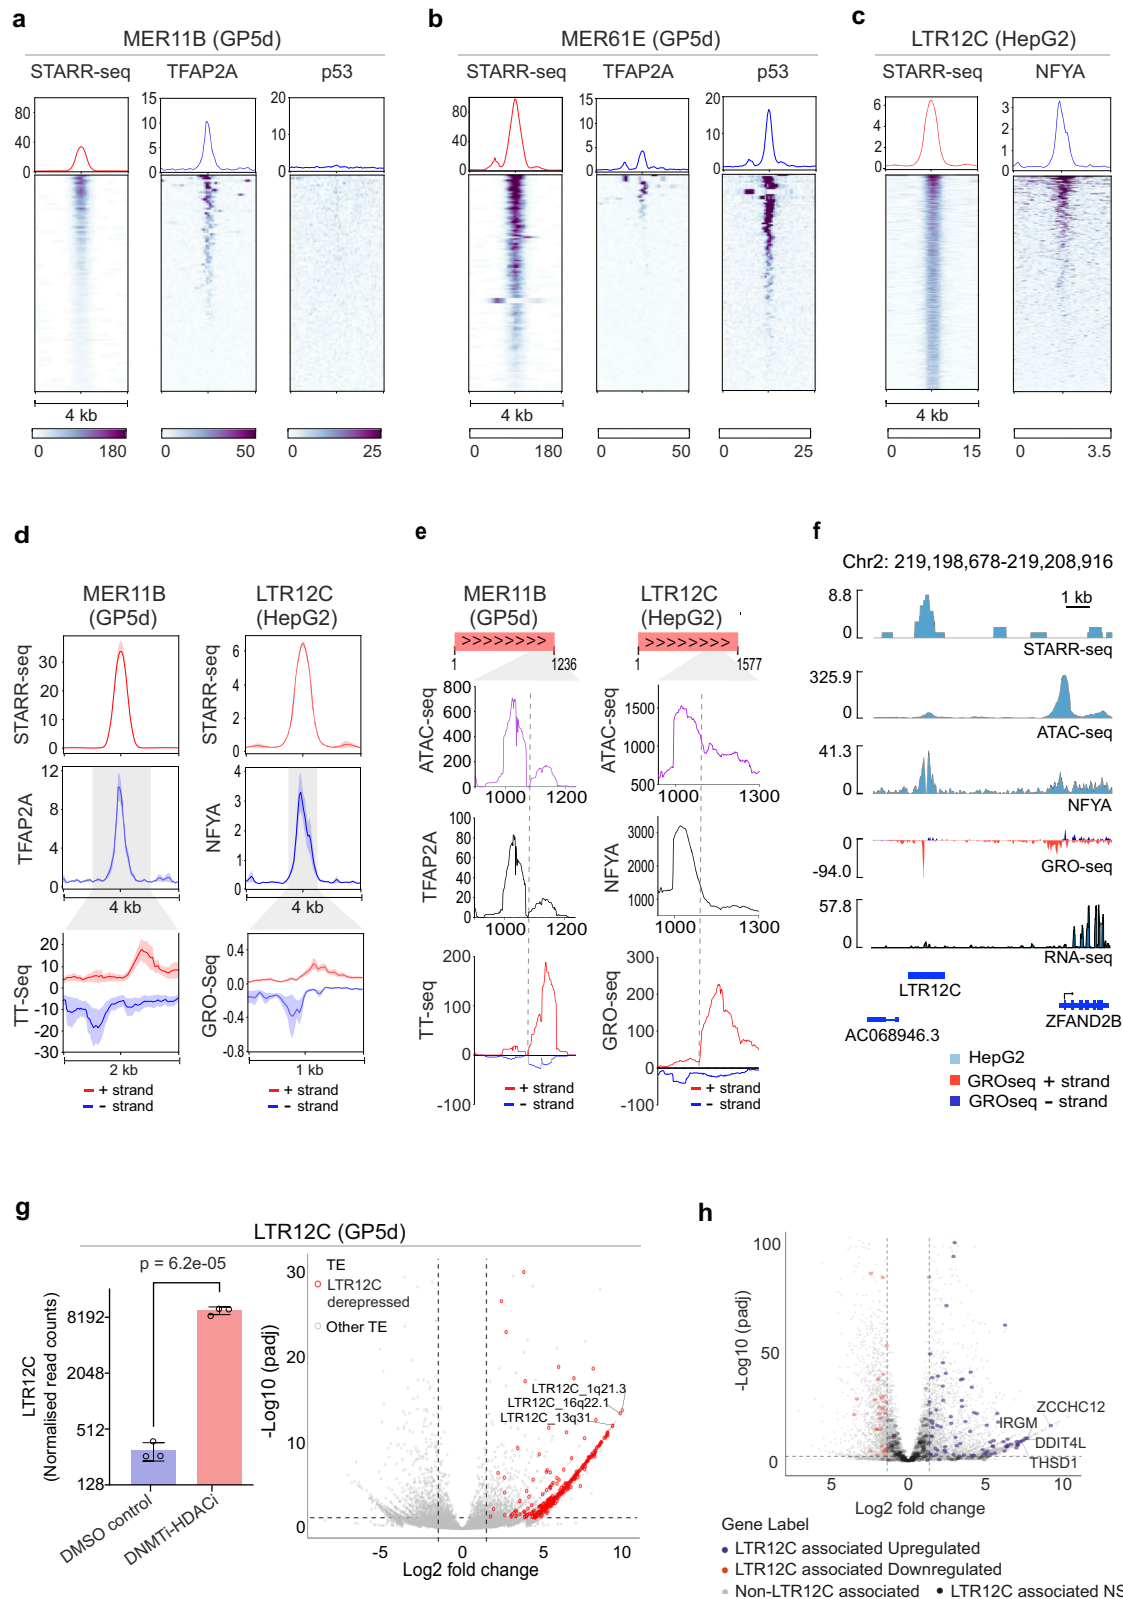 a
MER11B (GP5d)
STARR-seq TFAP2A p53
80
40
0
15
10
5
0
20
10
0
4 kb
0 180 0 50 0 25
b
MER61E (GP5d)
STARR-seq TFAP2A p53
100
50
0
15
10
5
0
20
10
0
4 kb
0 180 0 50 0 25
c
LTR12C (HepG2)
STARR-seq NFYA
6
4
2
0
3
2
1
0
4 kb
0 15 0 3.5
d
MER11B
(GP5d)
LTR12C
(HepG2)
STARR-seq
30
20
10
0
STARR-seq
6
4
2
0
TFAP2A
12
8
4
0
4 kb
NFYA
4
3
2
1
0
4 kb
TT-Seq
20
10
0
-10
-20
-30
2 kb
GRO-Seq
0.4
0.0
-0.4
-0.8
1 kb
+ strand
- strand
+ strand
- strand
e
MER11B
(GP5d)
LTR12C
(HepG2)
>>>>>>>>
1 1236
>>>>>>>>
1 1577
ATAC-seq
800
600
400
200
0
1000 1200
ATAC-seq
1500
1000
500
1000 1300
TFAP2A
100
80
60
40
20
0
1000 1200
NFYA
3000
2000
1000
1000 1300
TT-seq
200
100
0
-100
GRO-seq
300
200
100
0
-100
+ strand
- strand
+ strand
- strand
f
Chr2: 219,198,678-219,208,916
1 kb
8.8
0
STARR-seq
325.9
0
ATAC-seq
41.3
0
NFYA
0
-94.0
GRO-seq
57.8
0
RNA-seq
LTR12C
AC068946.3
ZFAND2B
HepG2
GROseq + strand
GROseq - strand
g
LTR12C (GP5d)
p = 6.2e-05
LTR12C
(Normalised read counts)
8192
2048
512
128
DMSO control
DNMTi-HDACi
TE
LTR12C
derepressed
Other TE
-Log10 (padj)
30
20
10
0
LTR12C_1q21.3
LTR12C_16q22.1
LTR12C_13q31
-5 0 5 10
Log2 fold change
h
-Log10 (padj)
100
50
0
ZCCHC12
IRGM
DDIT4L
THSD1
5 0 5 10
Log2 fold change
Gene Label
LTR12C associated Upregulated
LTR12C associated Downregulated
Non-LTR12C associated LTR12C associated NS